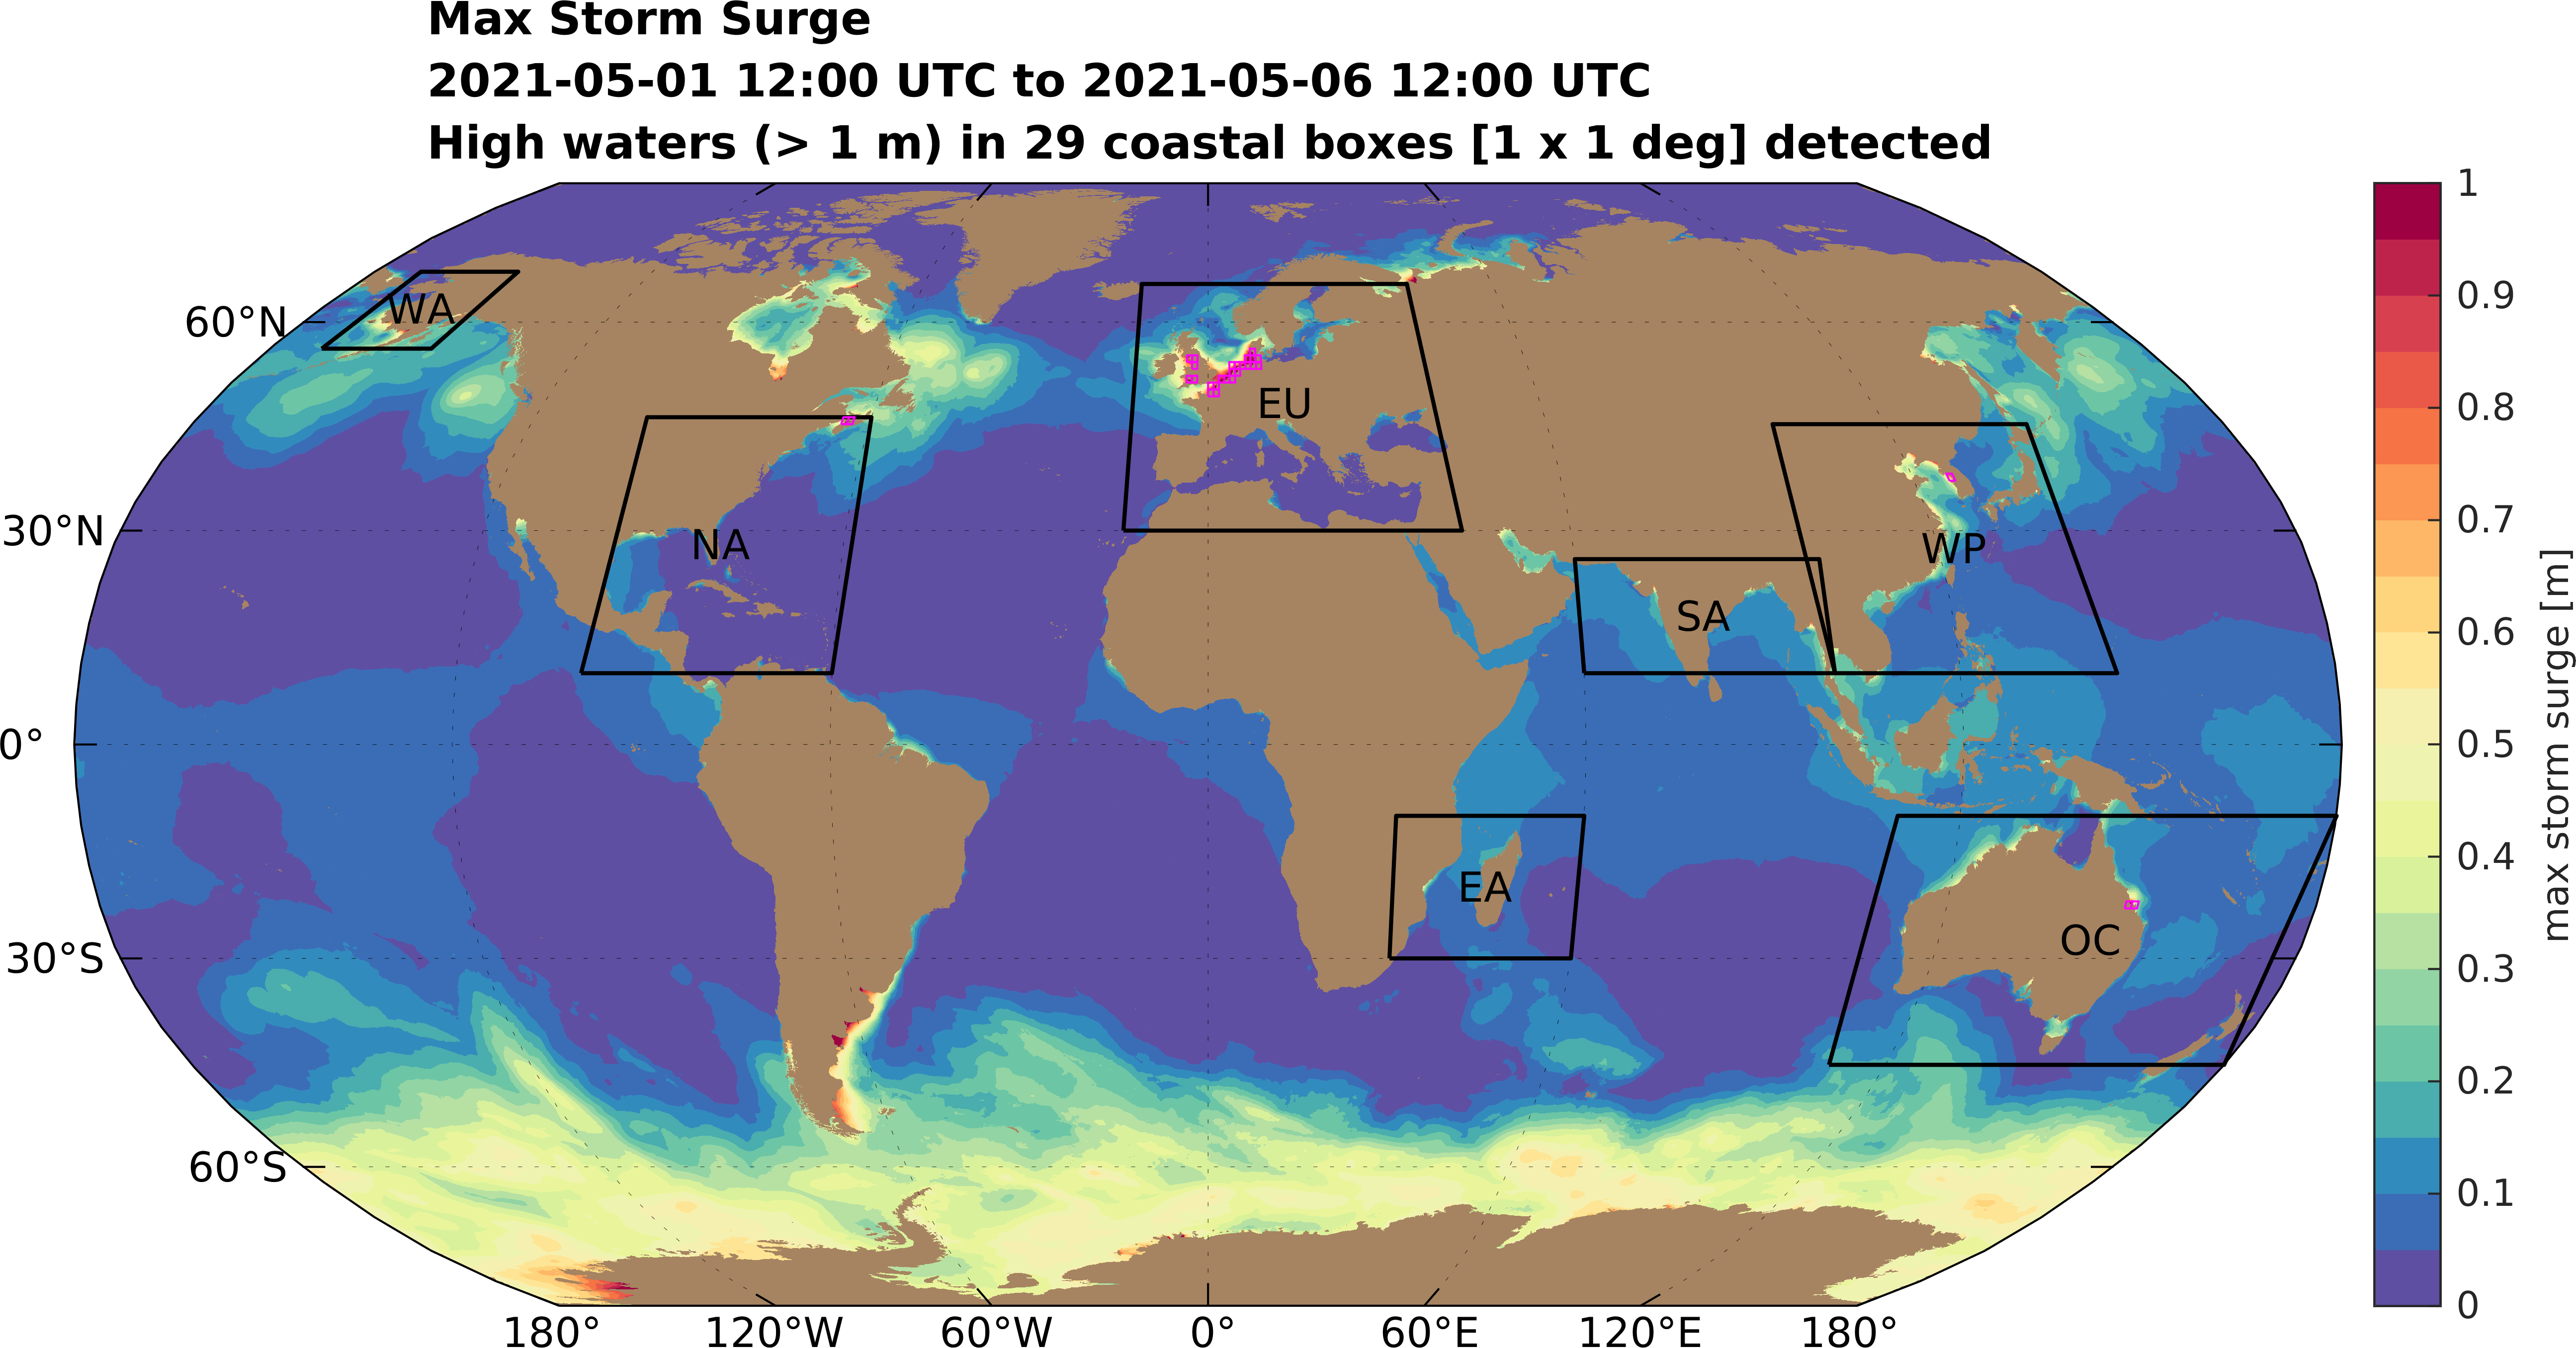 Max Storm Surge
2021-05-01 12:00 UTC to 2021-05-06 12:00 UTC
High waters (> 1 m) in 29 coastal boxes [1 x 1 deg] detected
WA
60°N
EU
30°N
NA
WP
SA
0°
EA
OC
30°S
60°S
180°
120°W
60°W
0°
60°E
120°E
180°
1
0.9
0.8
0.7
0.6
0.5
0.4
0.3
0.2
0.1
0
max storm surge [m]